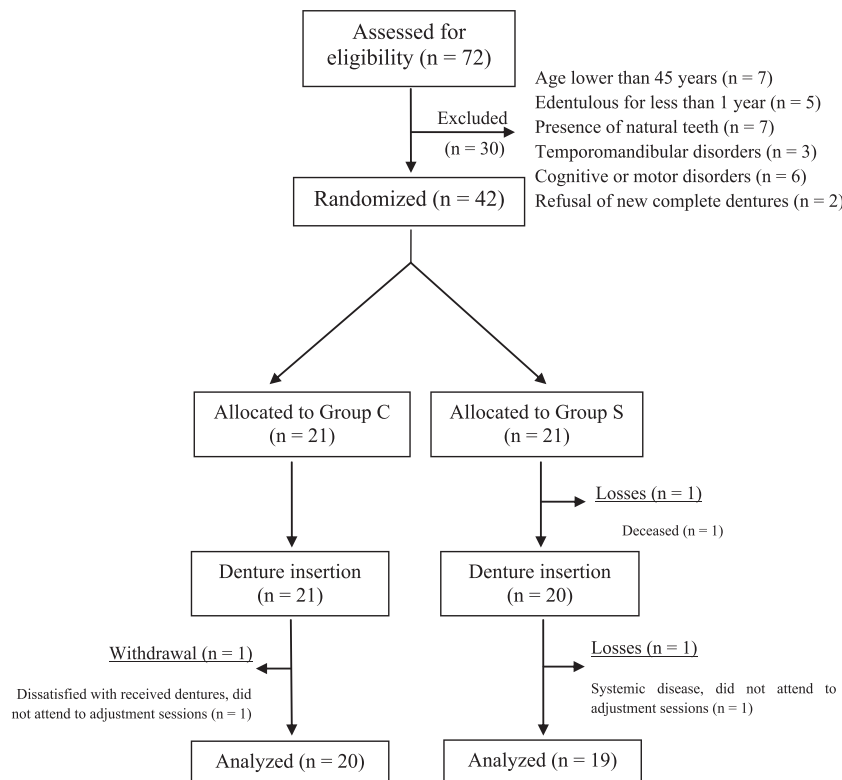 Assessed for
eligibility (n = 72)
Age lower than 45 years (n = 7)
Edentulous for less than 1 year (n = 5)
Presence of natural teeth (n = 7)
Temporomandibular disorders (n = 3)
Cognitive or motor disorders (n = 6)
Refusal of new complete dentures (n = 2)
Excluded
(n = 30)
Randomized (n = 42)
Allocated to Group C
(n = 21)
Allocated to Group S
(n = 21)
Losses (n = 1)
Deceased (n = 1)
Denture insertion
(n = 21)
Denture insertion
(n = 20)
Withdrawal (n = 1)
Dissatisfied with received dentures, did
not attend to adjustment sessions (n = 1)
Losses (n = 1)
Systemic disease, did not attend to
adjustment sessions (n = 1)
Analyzed (n = 20)
Analyzed (n = 19)